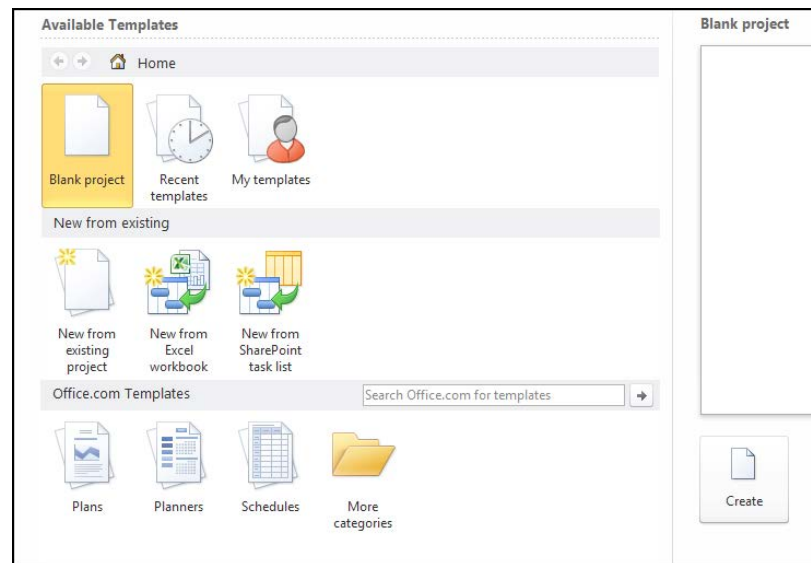 Available Templates
Blank project
Home
Blank project
Recent
templates
My templates
New from existing
New from
existing
project
New from
Excel
workbook
New from
SharePoint
task list
Office.com Templates
Search Office.com for templates
Plans
Planners
Schedules
More
categories
Create